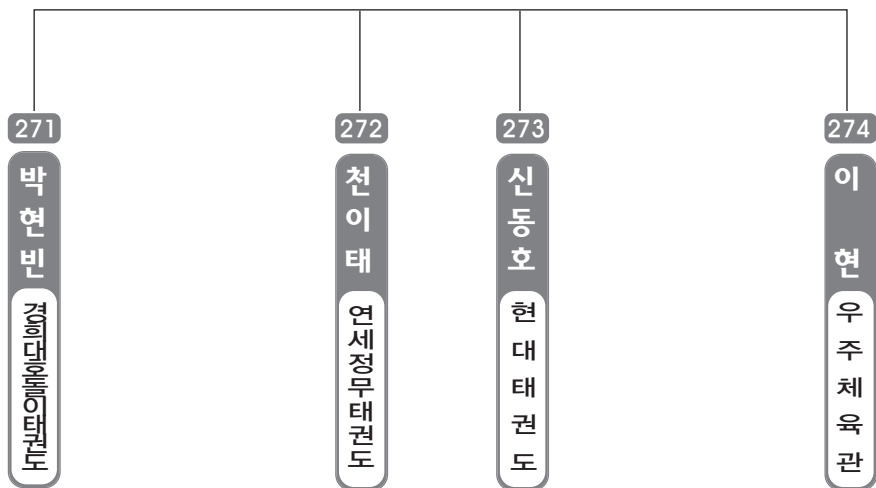 271
박현빈
경희대호돌이태권도
272
천이태
연세정무태권도
273
신동호
현대태권도
274
이 현
우주체육관